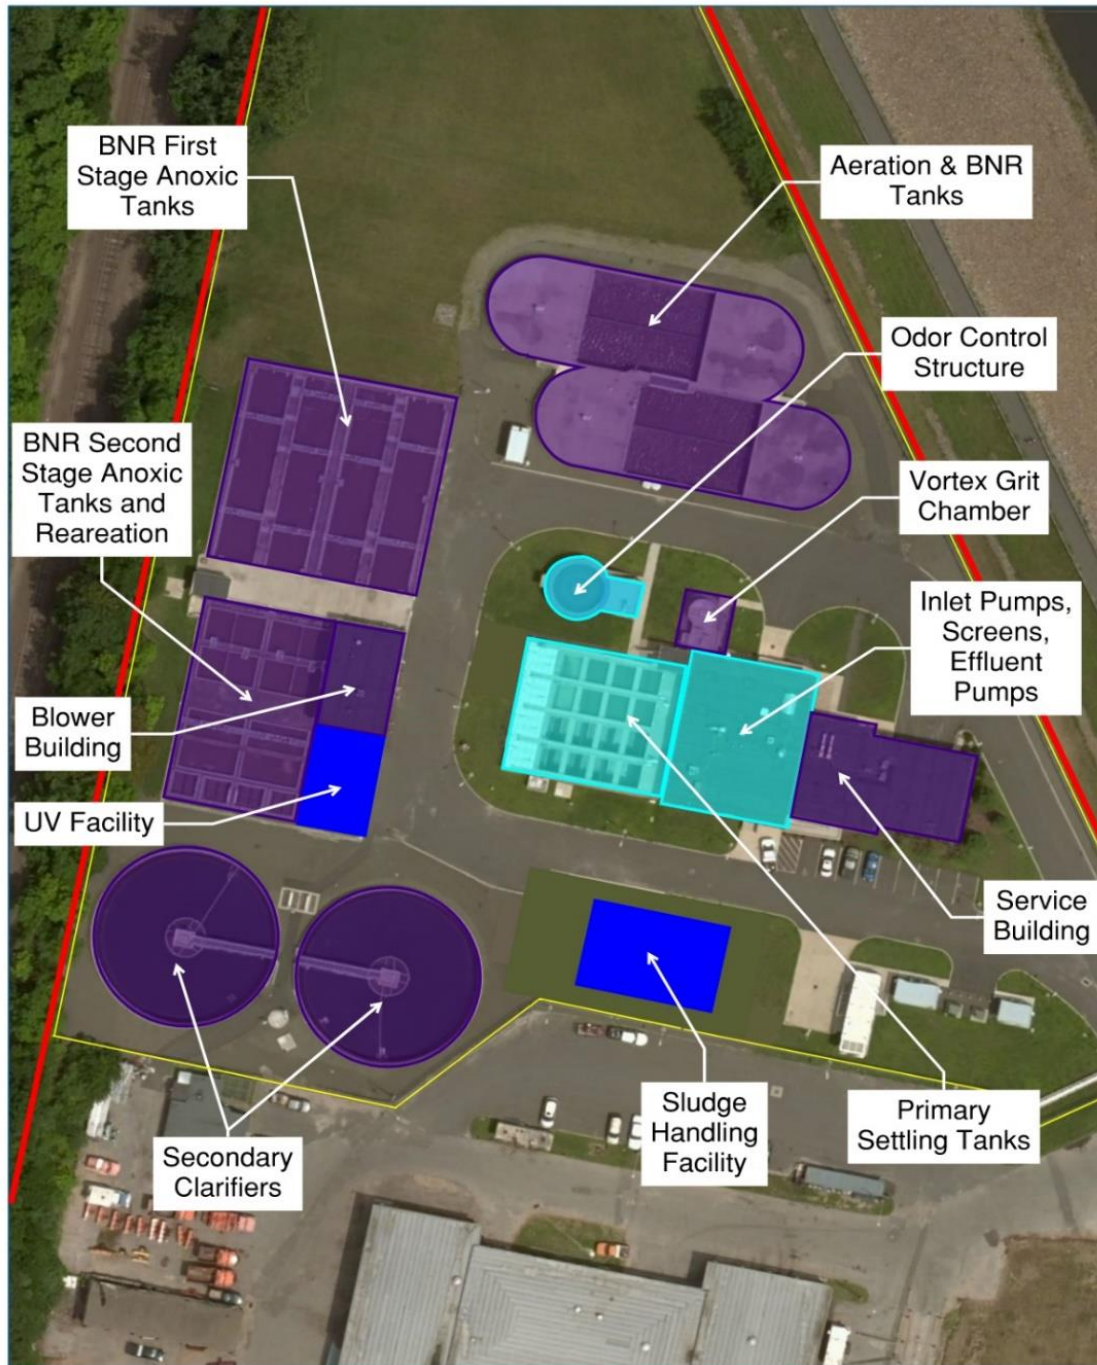 BNR First
Stage Anoxic
Tanks
Aeration & BNR
Tanks
Odor Control
Structure
BNR Second
Stage Anoxic
Tanks and
Reareation
Vortex Grit
Chamber
Inlet Pumps,
Screens,
Effluent
Pumps
Blower
Building
UV Facility
Service
Building
Sludge
Handling
Facility
Primary
Settling Tanks
Secondary
Clarifiers